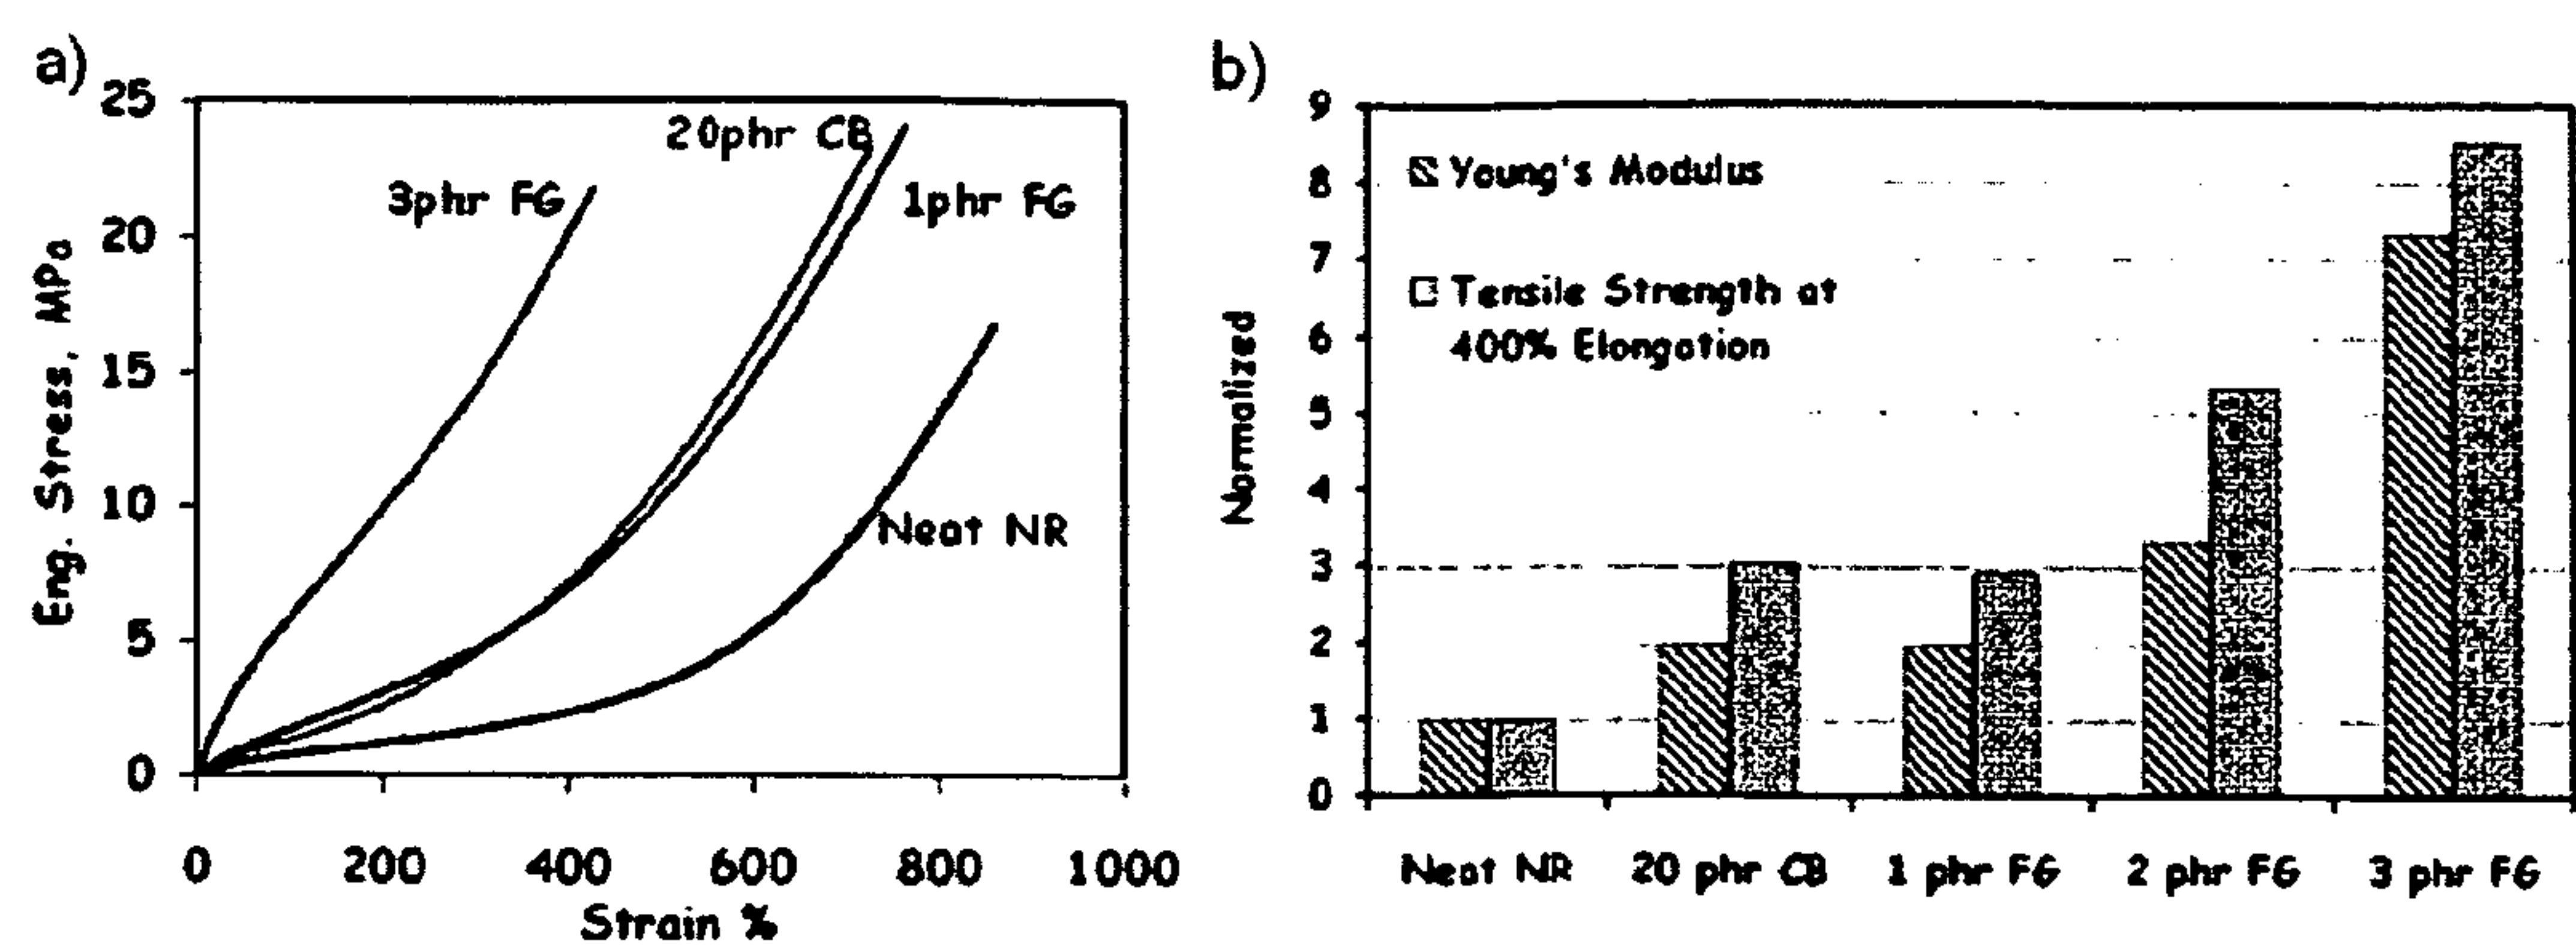 a)
25
20
15
10
5
0
Eng. Stress, MPa
20phr CB
3phr FG
1phr FG
Neat NR
0 200 400 600 800 1000
Strain %
b)
9
8
7
6
5
4
3
2
1
0
Normalized
Young's Modulus
Tensile Strength at
400% Elongation
Neat NR 20 phr CB 1 phr FG 2 phr FG 3 phr FG